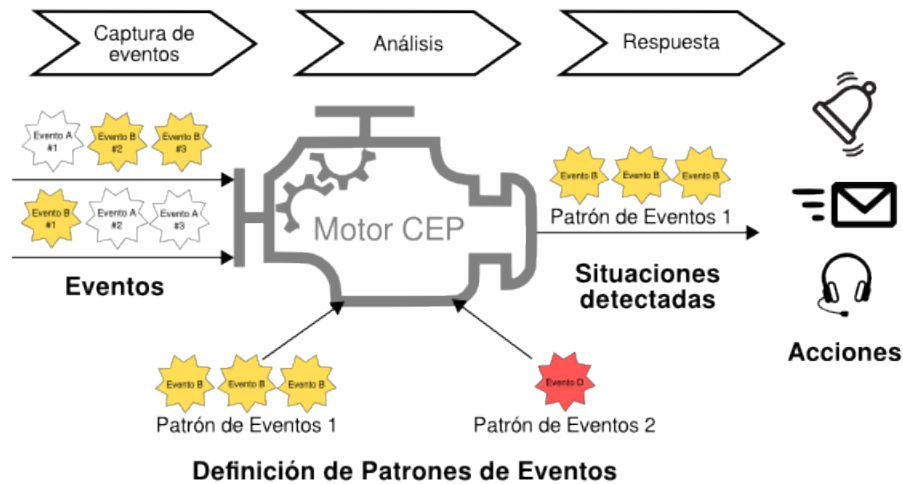 Captura de
eventos
Análisis
Respuesta
Evento A
#1
Evento B
#2
Evento B
#3
Evento B
#1
Evento A
#2
Evento A
#3
Eventos
Motor CEP
Evento B
Evento B
Evento B
Patrón de Eventos 1
Situaciones
detectadas
Acciones
Evento B
Evento B
Evento B
Patrón de Eventos 1
Evento D
Patrón de Eventos 2
Definición de Patrones de Eventos